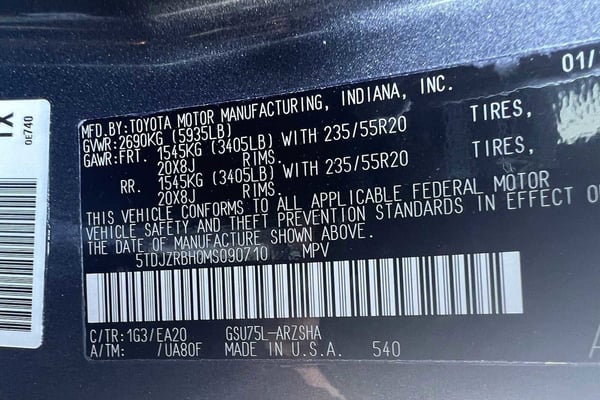 01/
MFD.BY:TOYOTA MOTOR MANUFACTURING, INDIANA, INC.
GVWR:2690KG (5935LB)
GAWR:FRT. 1545KG (3405LB) WITH 235/55R20 TIRES,
20X8J RIMS.
RR. 1545KG (3405LB) WITH 235/55R20 TIRES,
20X8J RIMS.
THIS VEHICLE CONFORMS TO ALL APPLICABLE FEDERAL MOTOR
VEHICLE SAFETY AND THEFT PREVENTION STANDARDS IN EFFECT O
THE DATE OF MANUFACTURE SHOWN ABOVE.
5TDJZRBH0MS090710 MPV
C/TR:1G3/EA20 GSU75L-ARZSHA
A/TM: /UA80F MADE IN U.S.A. 540
A
IX
0E740